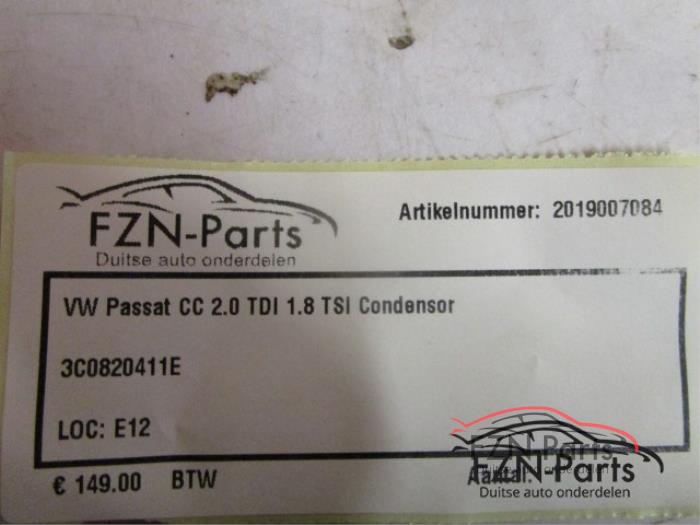 FZN-Parts
Duitse auto onderdelen
Artikelnummer: 2019007084
VW Passat CC 2.0 TDI 1.8 TSI Condensor
3C0820411E
LOC: E12
€ 149.00 BTW
Aantal:
FZN-Parts
Duitse auto onderdelen